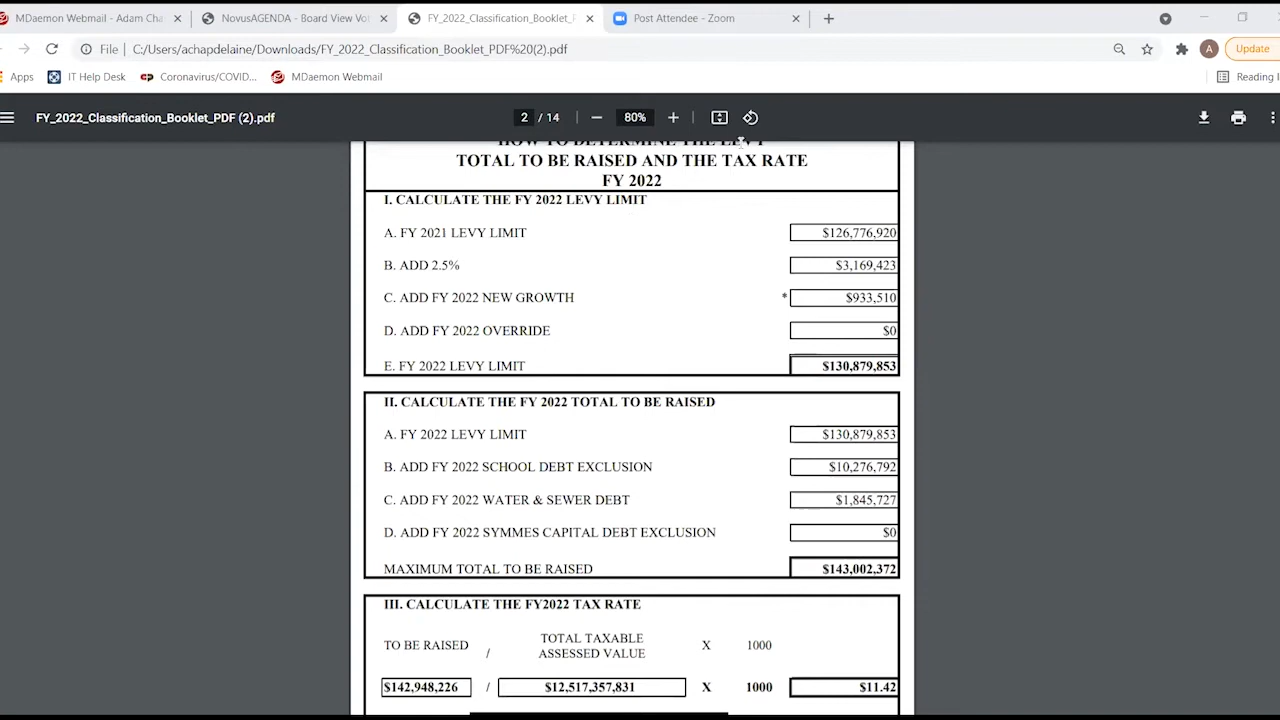 MDaemon Webmail - Adam Cha
NovusAGENDA - Board View Vo
FY_2022_Classification_Booklet_P
Post Attendee - Zoom
File
C:/Users/achapdelaine/Downloads/FY_2022_Classification_Booklet_PDF%20(2).pdf
A
Update
Apps
IT Help Desk
CP
Coronavirus/COVID...
MDaemon Webmail
Reading
FY_2022_Classification_Booklet_PDF (2).pdf
2 / 14
80%
HOW TO DETERMINE THE LEVY
TOTAL TO BE RAISED AND THE TAX RATE
FY 2022
I. CALCULATE THE FY 2022 LEVY LIMIT
A. FY 2021 LEVY LIMIT $126,776,920
B. ADD 2.5% $3,169,423
C. ADD FY 2022 NEW GROWTH * $933,510
D. ADD FY 2022 OVERRIDE $0
E. FY 2022 LEVY LIMIT $130,879,853
II. CALCULATE THE FY 2022 TOTAL TO BE RAISED
A. FY 2022 LEVY LIMIT $130,879,853
B. ADD FY 2022 SCHOOL DEBT EXCLUSION $10,276,792
C. ADD FY 2022 WATER & SEWER DEBT $1,845,727
D. ADD FY 2022 SYMMES CAPITAL DEBT EXCLUSION $0
MAXIMUM TOTAL TO BE RAISED $143,002,372
III. CALCULATE THE FY2022 TAX RATE
TO BE RAISED / TOTAL TAXABLE ASSESSED VALUE X 1000
$142,948,226 / $12,517,357,831 X 1000 $11.42